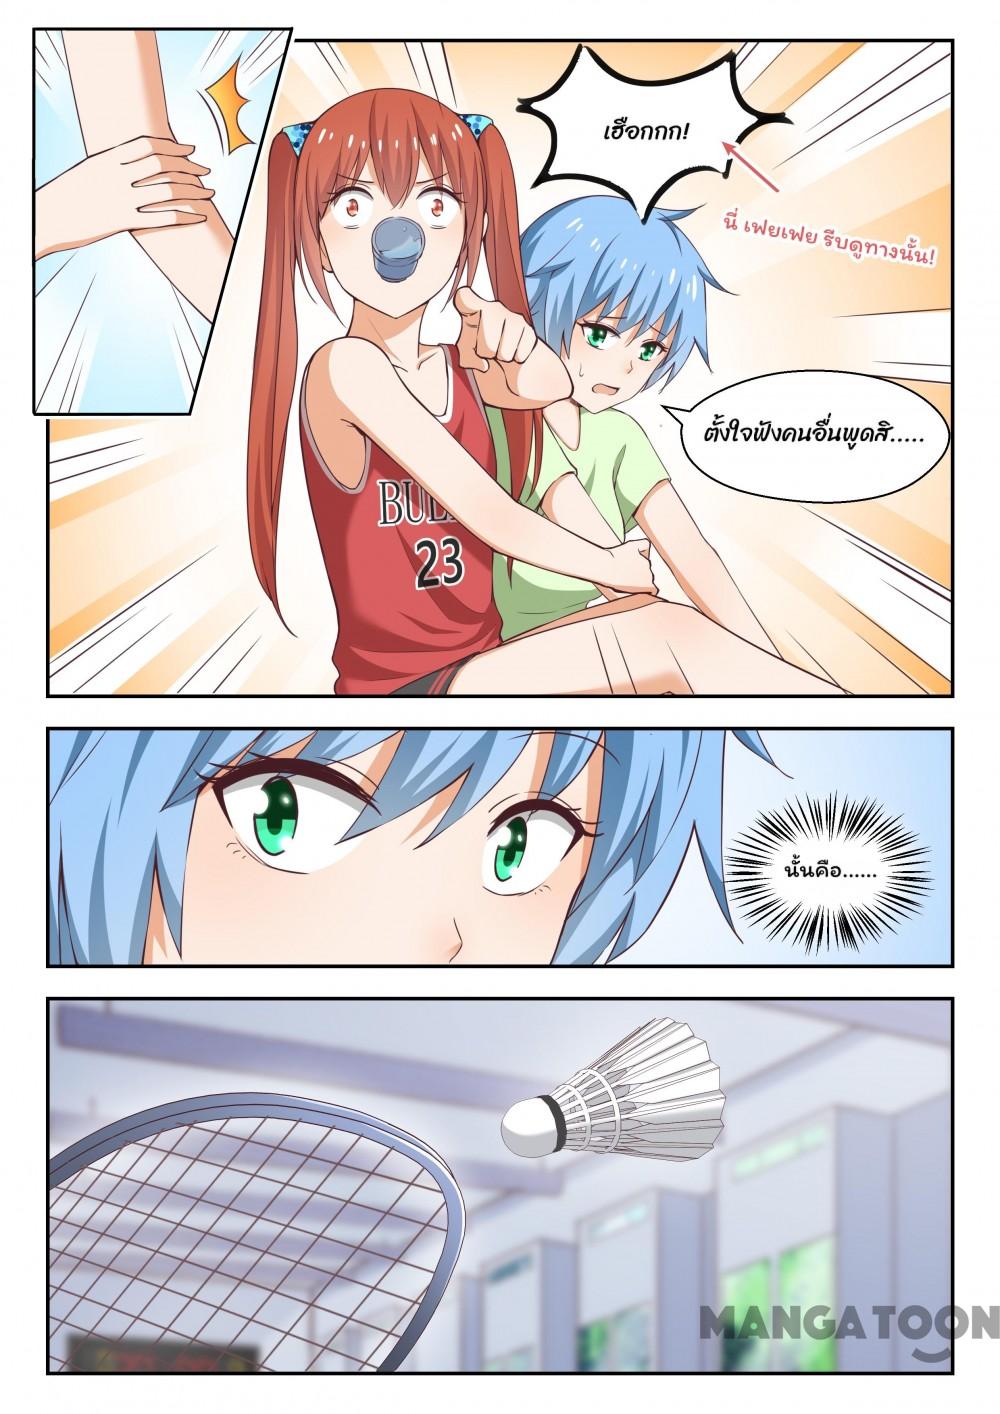 เฮือกกก!
นี่ เฟยเฟย รีบดูทางนั้น!
ตั้งใจฟังคนอื่นพูดสิ.....
BUL
23
นั้นคือ......
MANGATOON